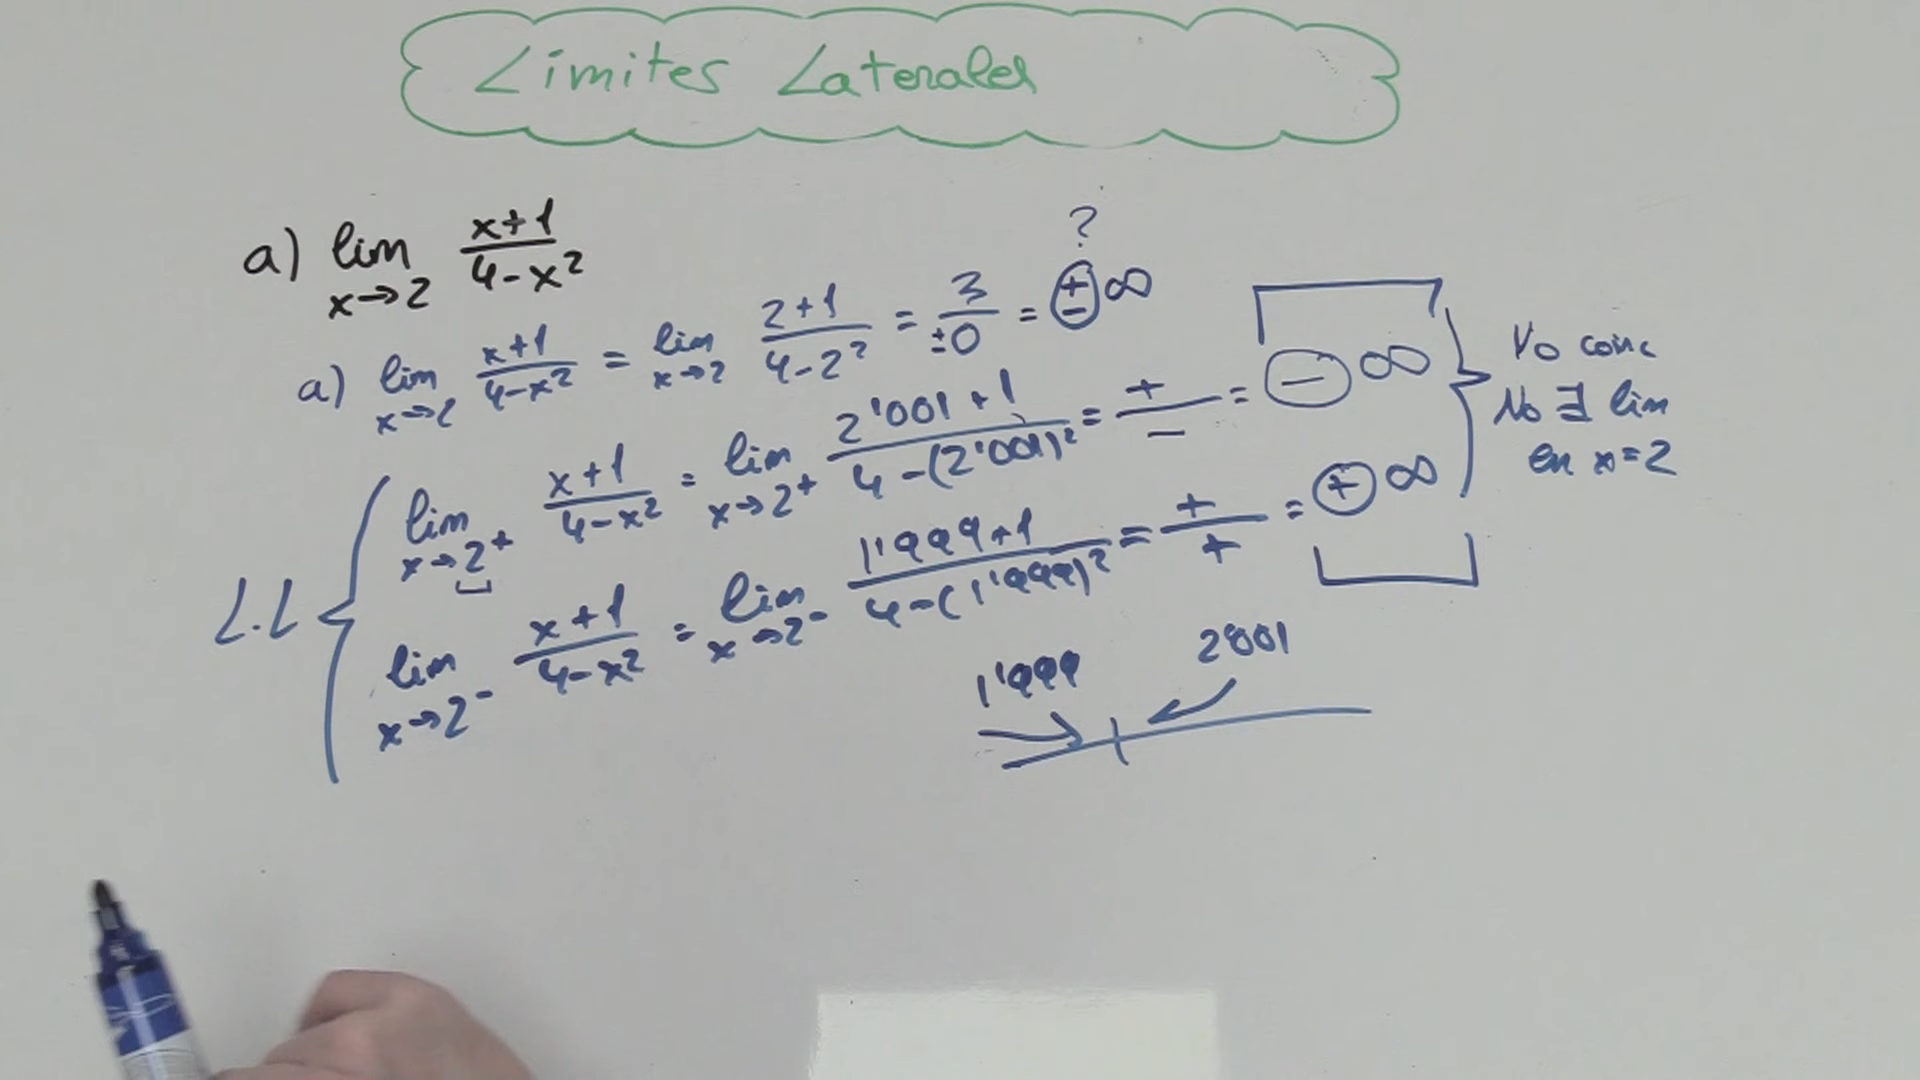 Límites Laterales
a) lim x→2 x+1/4-x²
a) lim x→2 x+1/4-x² = lim x→2 2+1/4-2² = 3/±0 = ±∞ ?
L.L { lim x→2+ x+1/4-x² = lim x→2+ 2'001+1/4-(2'001)² = +/- = -∞
lim x→2- x+1/4-x² = lim x→2- 1'999+1/4-(1'999)² = +/+ = +∞
} No coinc
No ∃ lim
en x=2
1'999 2'001